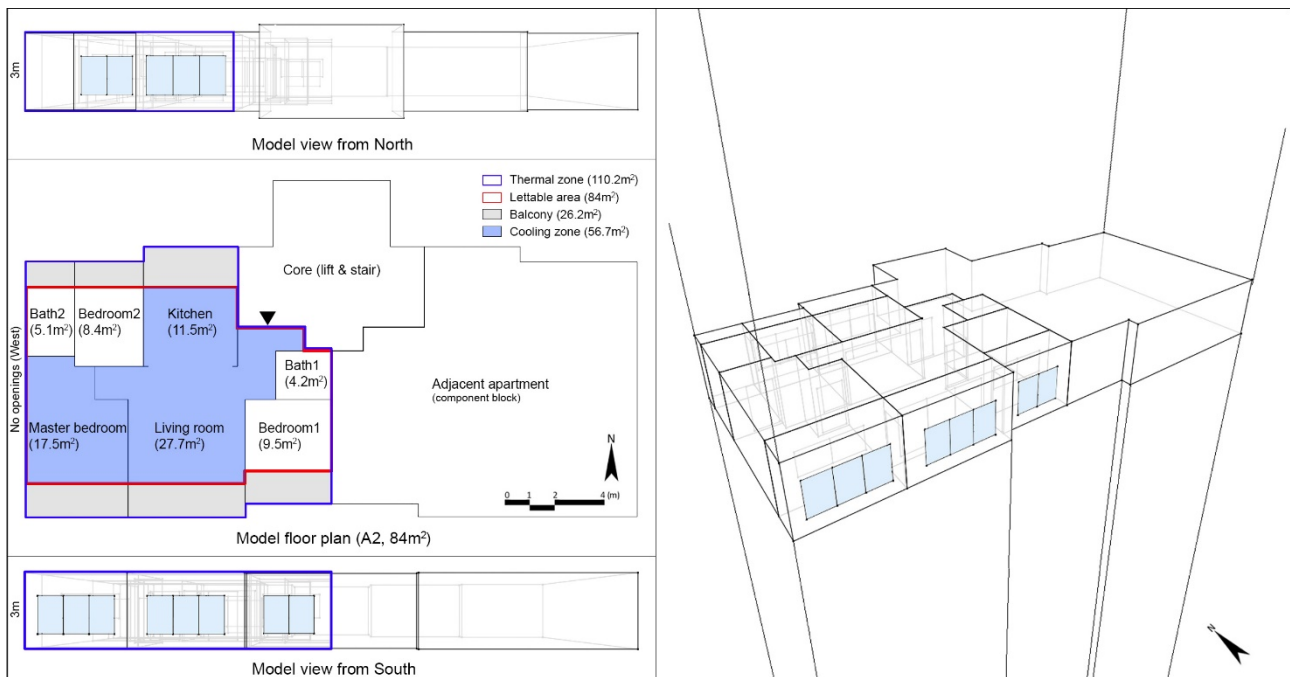 3m
Model view from North
Thermal zone (110.2m²)
Lettable area (84m²)
Balcony (26.2m²)
Cooling zone (56.7m²)
Core (lift & stair)
No openings (West)
Bath2
(5.1m²)
Bedroom2
(8.4m²)
Kitchen
(11.5m²)
Bath1
(4.2m²)
Adjacent apartment
(component block)
Master bedroom
(17.5m²)
Living room
(27.7m²)
Bedroom1
(9.5m²)
N
0 1 2 4 (m)
Model floor plan (A2, 84m²)
3m
Model view from South
N